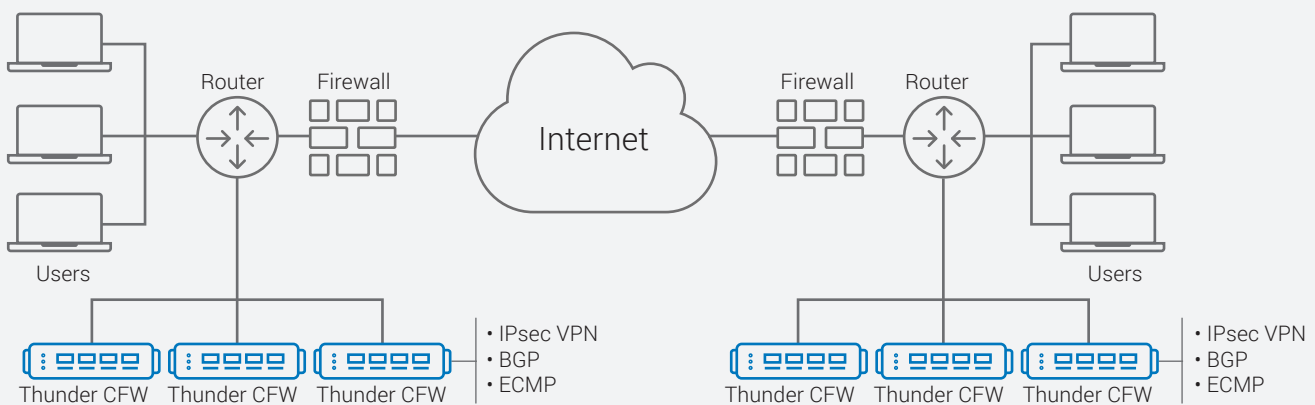 Router
Firewall
Internet
Firewall
Router
Users
Users
Thunder CFW
Thunder CFW
Thunder CFW
• IPsec VPN
• BGP
• ECMP
Thunder CFW
Thunder CFW
Thunder CFW
• IPsec VPN
• BGP
• ECMP